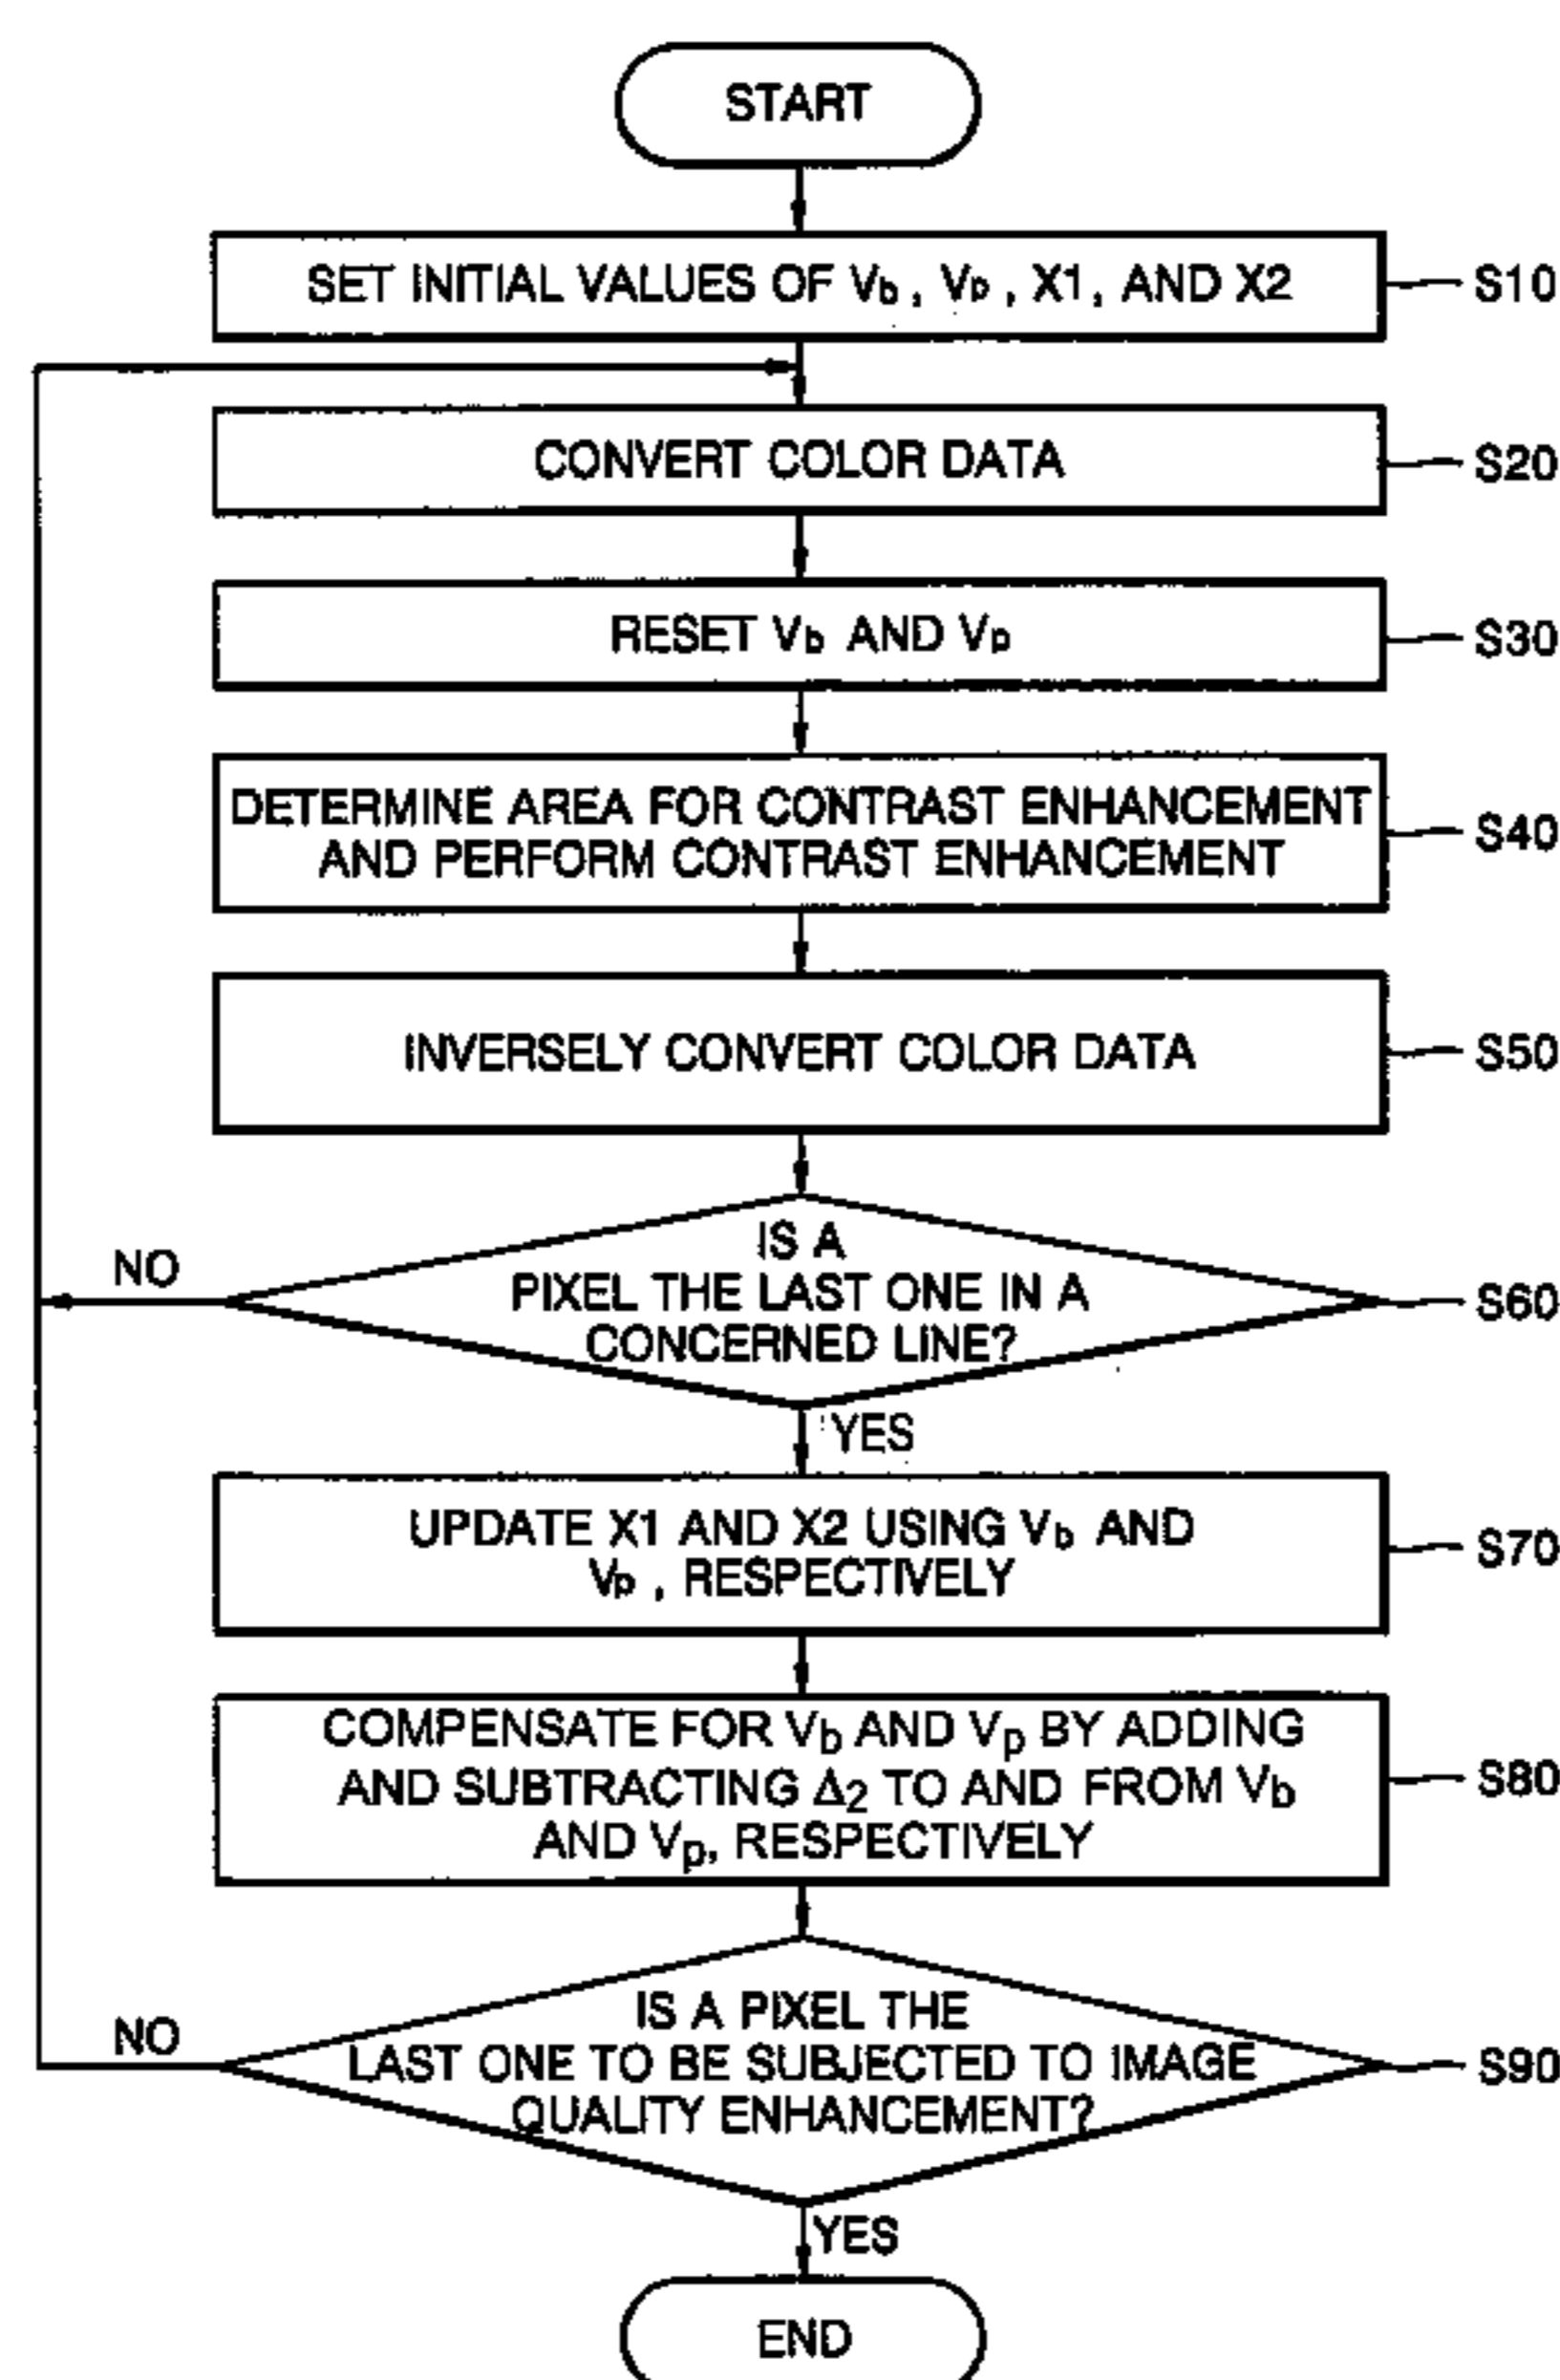 START
SET INITIAL VALUES OF Vb, Vp, X1, AND X2
S10
CONVERT COLOR DATA
S20
RESET Vb AND Vp
S30
DETERMINE AREA FOR CONTRAST ENHANCEMENT
AND PERFORM CONTRAST ENHANCEMENT
S40
INVERSELY CONVERT COLOR DATA
S50
IS A
PIXEL THE LAST ONE IN A
CONCERNED LINE?
S60
NO
YES
UPDATE X1 AND X2 USING Vb AND
Vp, RESPECTIVELY
S70
COMPENSATE FOR Vb AND Vp BY ADDING
AND SUBTRACTING Δ2 TO AND FROM Vb
AND Vp, RESPECTIVELY
S80
IS A PIXEL THE
LAST ONE TO BE SUBJECTED TO IMAGE
QUALITY ENHANCEMENT?
S90
NO
YES
END